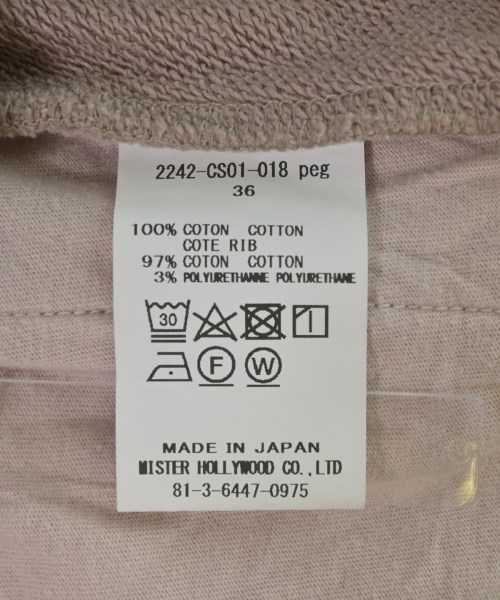 2242-CS01-018 peg
36
100% COTON COTTON
COTE RIB
97% COTON COTTON
3% POLYURETHANNE POLYURETHANE
30
F W
MADE IN JAPAN
MISTER HOLLYWOOD CO.,LTD
81-3-6447-0975